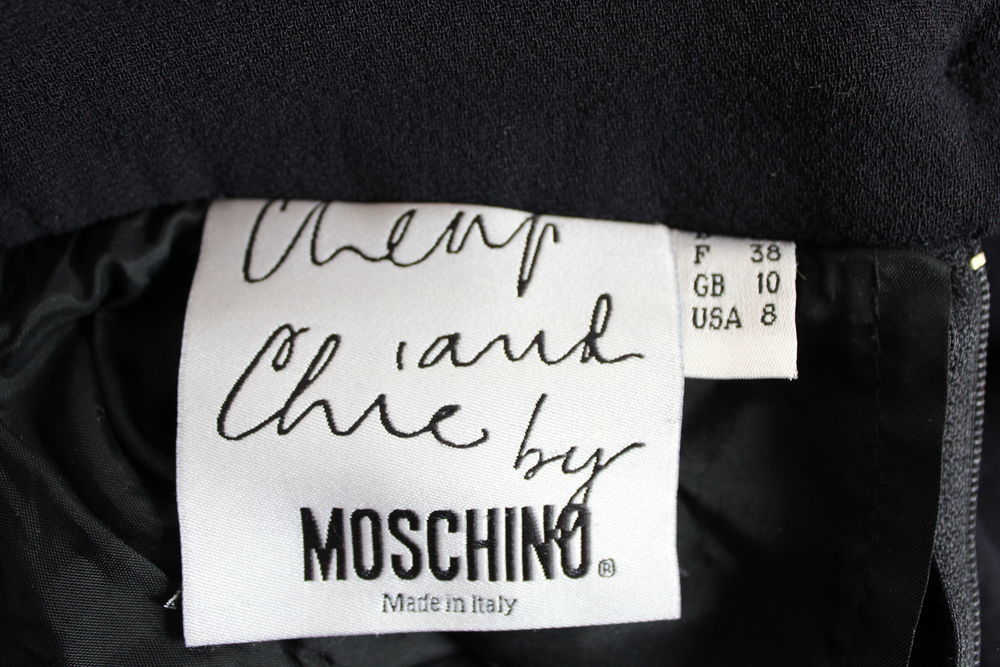 Cheap
and
Chic by
MOSCHINO®
Made in Italy
F 38
GB 10
USA 8